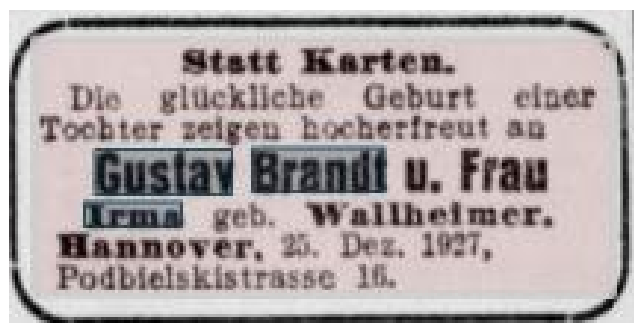 Statt Karten.
Die glückliche Geburt einer
Tochter zeigen hocherfreut an
Gustav Brandt u. Frau
Irma geb. Wallheimer.
Hannover, 25. Dez. 1927,
Podbielskistrasse 16.